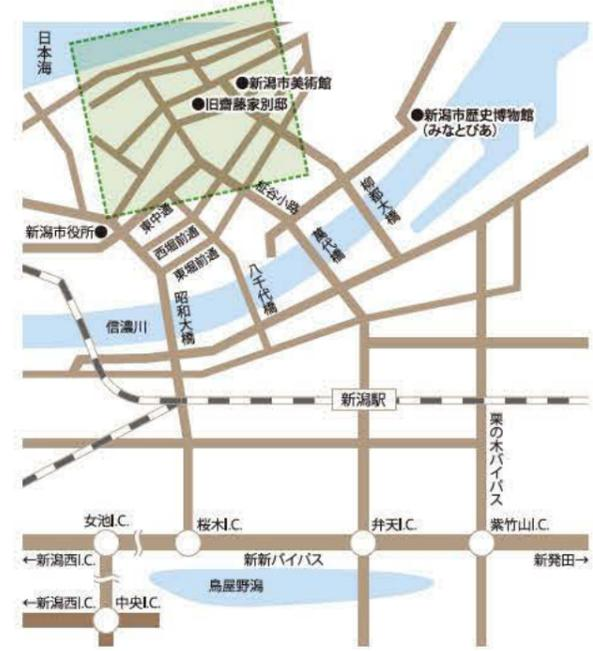 日本海
●新潟市美術館
●旧齋藤家別邸
●新潟市歴史博物館
(みなとぴあ)
柾谷小路
柳都大橋
新潟市役所●
東中通
西堀前通
東堀前通
萬代橋
八千代橋
昭和大橋
信濃川
新潟駅
栗の木バイパス
女池I.C.
桜木I.C.
弁天I.C.
紫竹山I.C.
←新潟西I.C.
新新バイパス
新発田→
鳥屋野潟
←新潟西I.C.
中央I.C.